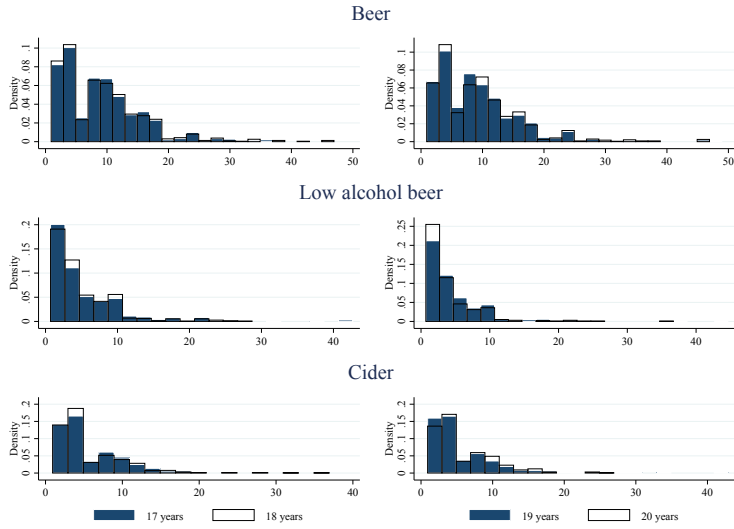 Beer
Density
0 .02 .04 .06 .08 .1
0 10 20 30 40 50
Density
0 .02 .04 .06 .08 .1
0 10 20 30 40 50
Low alcohol beer
Density
0 .05 .1 .15 .2
0 10 20 30 40
Density
0 .05 .1 .15 .2 .25
0 10 20 30 40
Cider
Density
0 .05 .1 .15 .2
0 10 20 30 40
Density
0 .05 .1 .15 .2
0 10 20 30 40
17 years 18 years
19 years 20 years